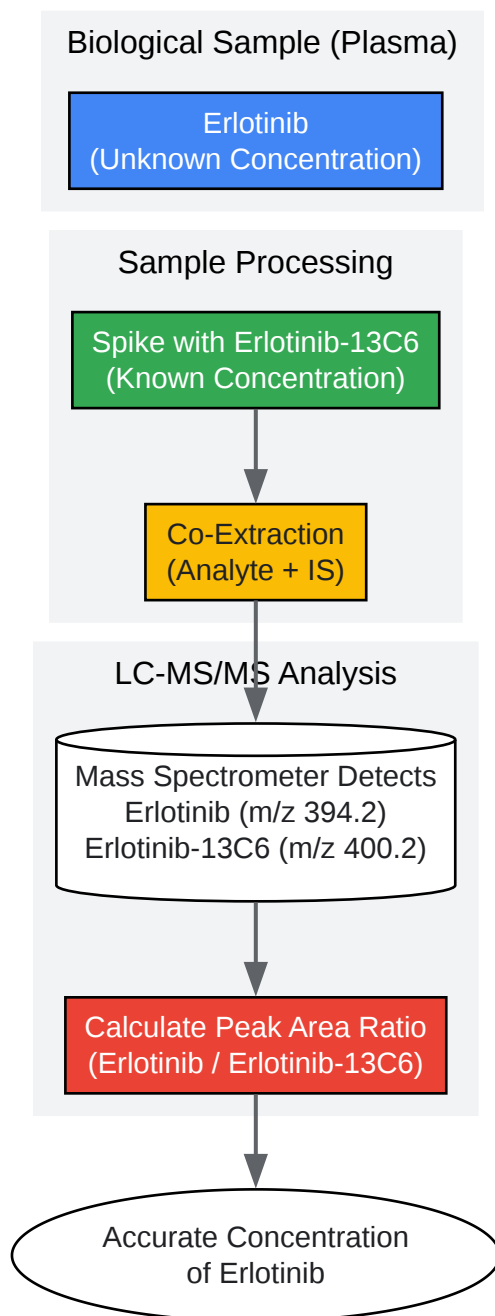 Biological Sample (Plasma)
Erlotinib
(Unknown Concentration)
Sample Processing
Spike with Erlotinib-13C6
(Known Concentration)
Co-Extraction
(Analyte + IS)
LC-MS/MS Analysis
Mass Spectrometer Detects
Erlotinib (m/z 394.2)
Erlotinib-13C6 (m/z 400.2)
Calculate Peak Area Ratio
(Erlotinib / Erlotinib-13C6)
Accurate Concentration
of Erlotinib